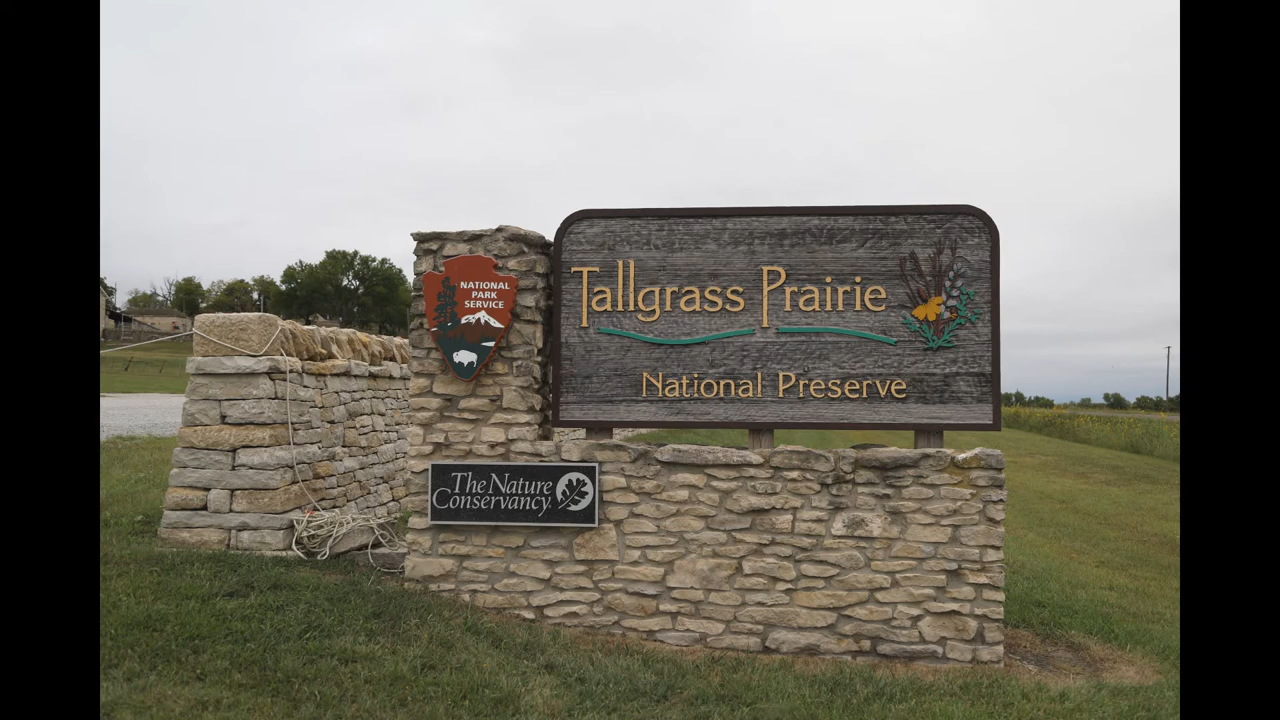 NATIONAL
PARK
SERVICE
Tallgrass Prairie
National Preserve
The Nature
Conservancy